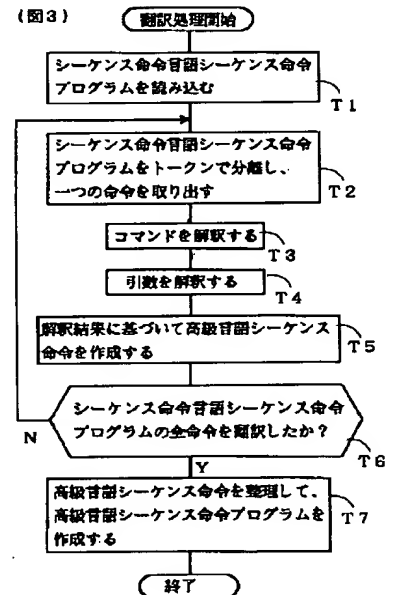 (図3)
翻訳処理開始
シーケンス命令言語シーケンス命令
プログラムを読み込む
T1
シーケンス命令言語シーケンス命令
プログラムをトークンで分離し、
一つの命令を取り出す
T2
コマンドを解釈する
T3
引数を解釈する
T4
解釈結果に基づいて高級言語シーケンス
命令を作成する
T5
シーケンス命令言語シーケンス命令
プログラムの全命令を翻訳したか?
T6
N
Y
高級言語シーケンス命令を整理して、
高級言語シーケンス命令プログラムを
作成する
T7
終了